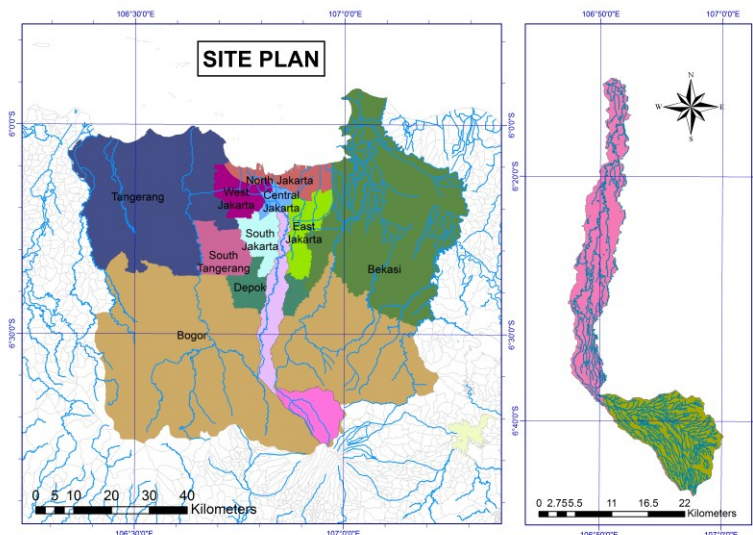 106°30'0"E
107°0'0"E
SITE PLAN
6°0'0"S
6°0'0"S
North Jakarta
West
Jakarta
Central
Jakarta
Tangerang
South
Jakarta
East
Jakarta
South
Tangerang
Bekasi
Depok
Bogor
6°30'0"S
6°30'0"S
0 5 10 20 30 40
Kilometers
106°30'0"E
107°0'0"E
106°50'0"E
107°0'0"E
N
W
E
S
6°20'0"S
6°40'0"S
0 2.75 5.5 11 16.5 22
Kilometers
106°50'0"E
107°0'0"E